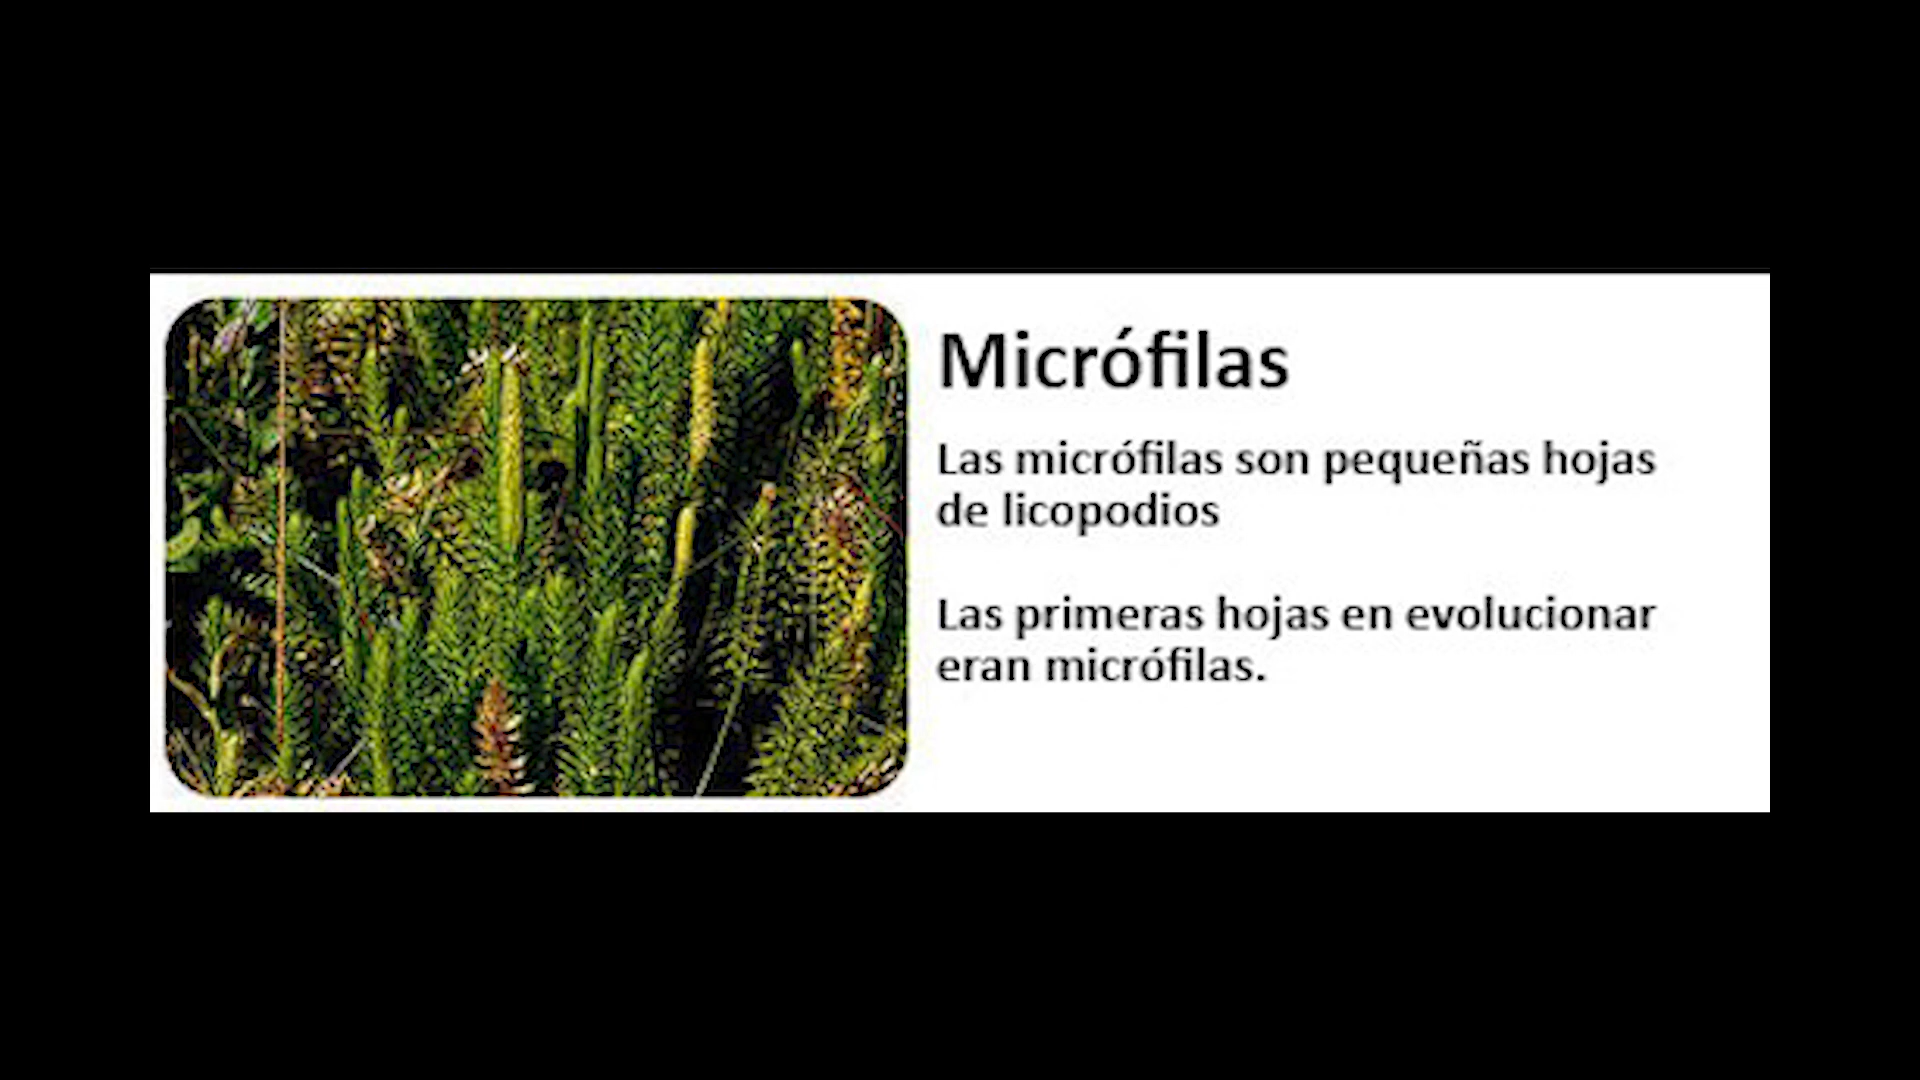 Micrófilas
Las micrófilas son pequeñas hojas
de licopodios
Las primeras hojas en evolucionar
eran micrófilas.